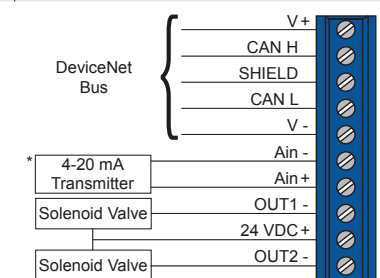 V +
CAN H
DeviceNet
Bus
SHIELD
CAN L
V -
Ain -
* 4-20 mA
Transmitter
Ain +
OUT1 -
Solenoid Valve
24 VDC +
OUT2 -
Solenoid Valve